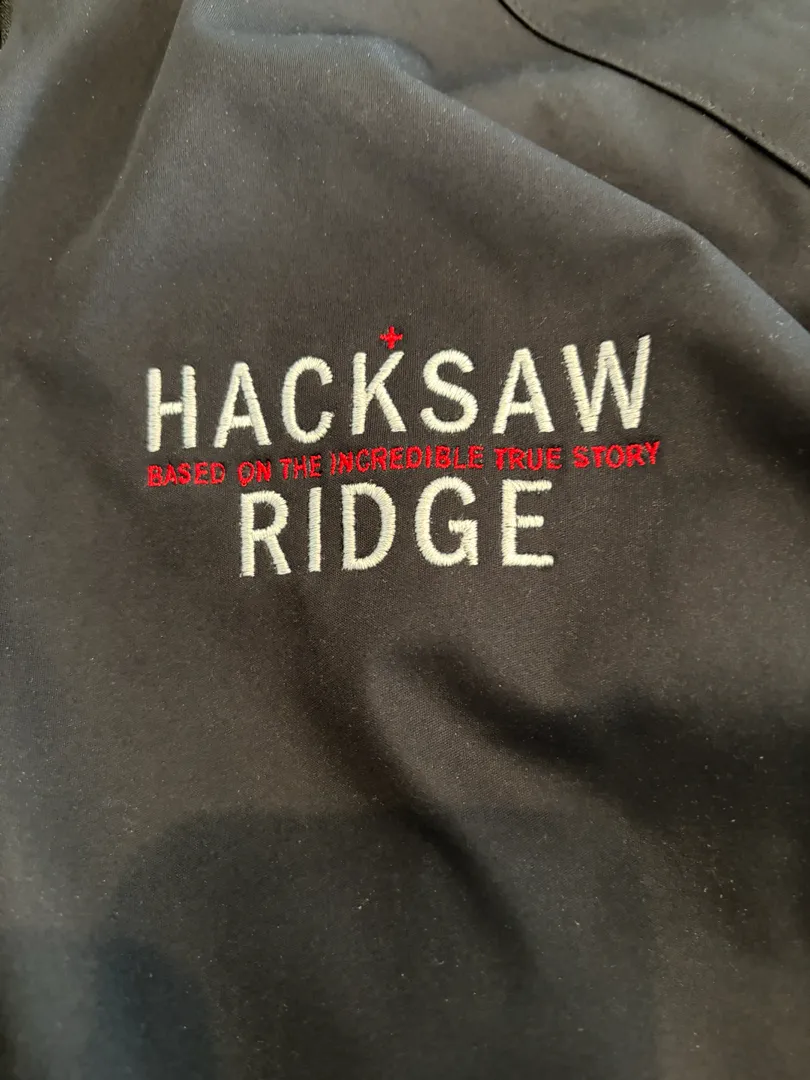 HACKSAW
BASED ON THE INCREDIBLE TRUE STORY
RIDGE